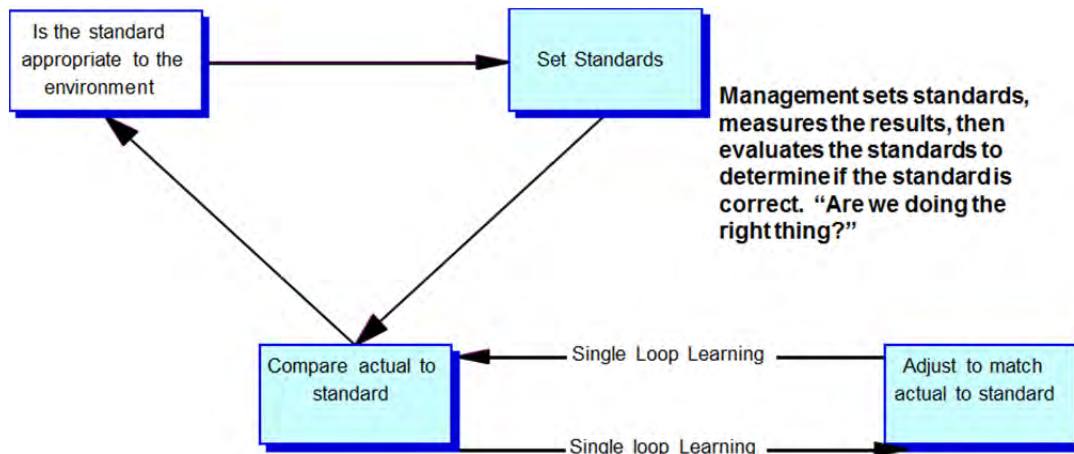 Is the standard
appropriate to the
environment
Set Standards
Management sets standards,
measures the results, then
evaluates the standards to
determine if the standard is
correct. “Are we doing the
right thing?”
Compare actual to
standard
Single Loop Learning
Adjust to match
actual to standard
Single loop Learning